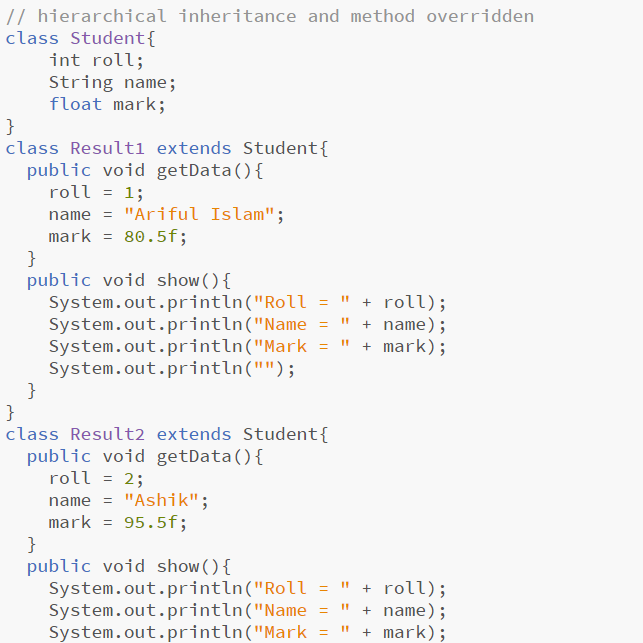 // hierarchical inheritance and method overridden
class Student{
    int roll;
    String name;
    float mark;
}
class Result1 extends Student{
  public void getData(){
    roll = 1;
    name = "Ariful Islam";
    mark = 80.5f;
  }
  public void show(){
    System.out.println("Roll = " + roll);
    System.out.println("Name = " + name);
    System.out.println("Mark = " + mark);
    System.out.println("");
  }
}
class Result2 extends Student{
  public void getData(){
    roll = 2;
    name = "Ashik";
    mark = 95.5f;
  }
  public void show(){
    System.out.println("Roll = " + roll);
    System.out.println("Name = " + name);
    System.out.println("Mark = " + mark);